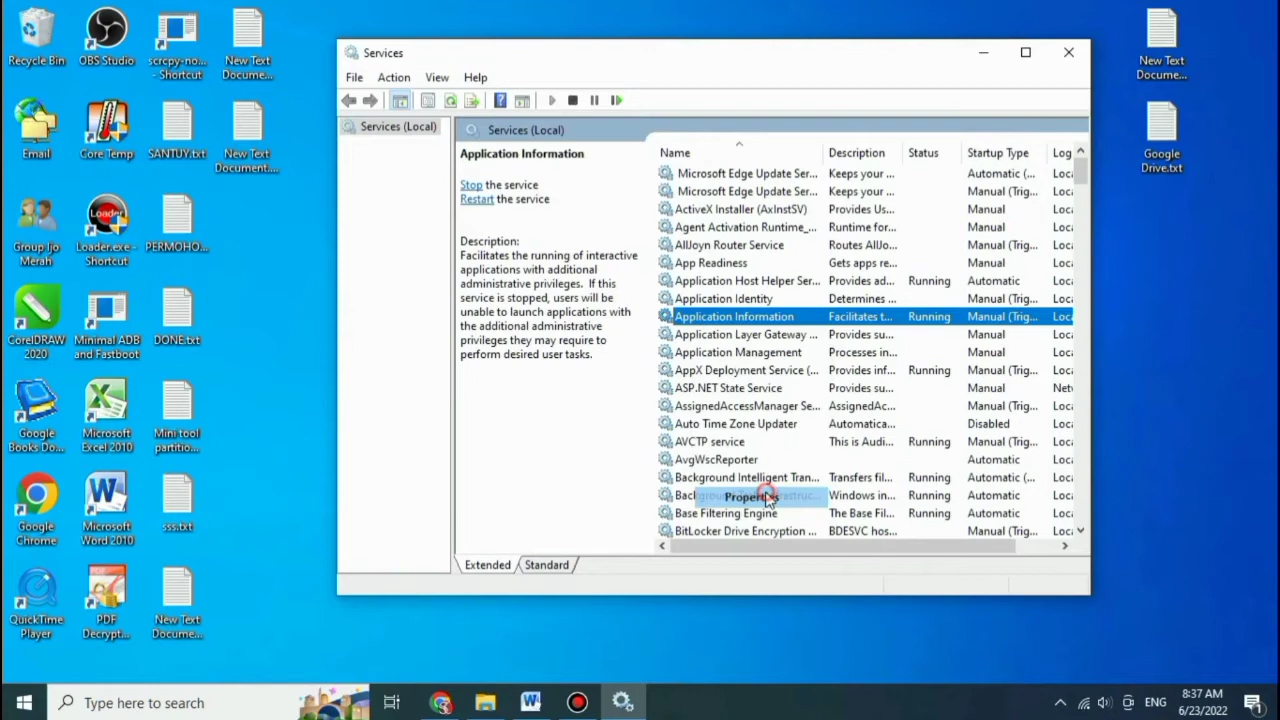 Recycle Bin
OBS Studio
scrcpy-no...
- Shortcut
New Text
Docume...
Email
Core Temp
SANTUY.txt
New Text
Document....
Group Ijo
Merah
Loader
Loader.exe -
Shortcut
PERMOHO...
CorelDRAW
2020
Minimal ADB
and Fastboot
DONE.txt
Google
Books Do...
Microsoft
Excel 2010
Mini tool
partitio...
Google
Chrome
Microsoft
Word 2010
sss.txt
QuickTime
Player
PDF
PDF
Decrypt...
New Text
Docume...
New Text
Docume...
Google
Drive.txt
Services
File Action View Help
Services (Local)
Services (Local)
Application Information
Stop the service
Restart the service
Description:
Facilitates the running of interactive
applications with additional
administrative privileges. If this
service is stopped, users will be
unable to launch applications with
the additional administrative
privileges they may require to
perform desired user tasks.
Name Description Status Startup Type Log
Microsoft Edge Update Ser... Keeps your ... Automatic (... Loca
Microsoft Edge Update Ser... Keeps your ... Manual (Trig... Loca
ActiveX Installer (AxInstSV) Provides Us... Manual Loca
Agent Activation Runtime_... Runtime for... Manual Loca
AllJoyn Router Service Routes AllJo... Manual (Trig... Loca
App Readiness Gets apps re... Manual Loca
Application Host Helper Ser... Provides ad... Running Automatic Loca
Application Identity Determines ... Manual (Trig... Loca
Application Information Facilitates t... Running Manual (Trig... Loca
Application Layer Gateway ... Provides su... Manual Loca
Application Management Processes in... Manual Loca
AppX Deployment Service (... Provides inf... Running Manual (Trig... Loca
ASP.NET State Service Provides su... Manual Netv
AssignedAccessManager Se... AssignedAc... Manual (Trig... Loca
Auto Time Zone Updater Automatica... Disabled Loca
AVCTP service This is Audi... Running Manual (Trig... Loca
AvgWscReporter Automatic Loca
Background Intelligent Tran... Transfers fil... Running Automatic (... Loca
Windows in... Running Automatic Loca
Base Filtering Engine The Base Fil... Running Automatic Loca
BitLocker Drive Encryption ... BDESVC hos... Manual (Trig... Loca
Extended Standard
Type here to search
ENG
8:37 AM
6/23/2022
1